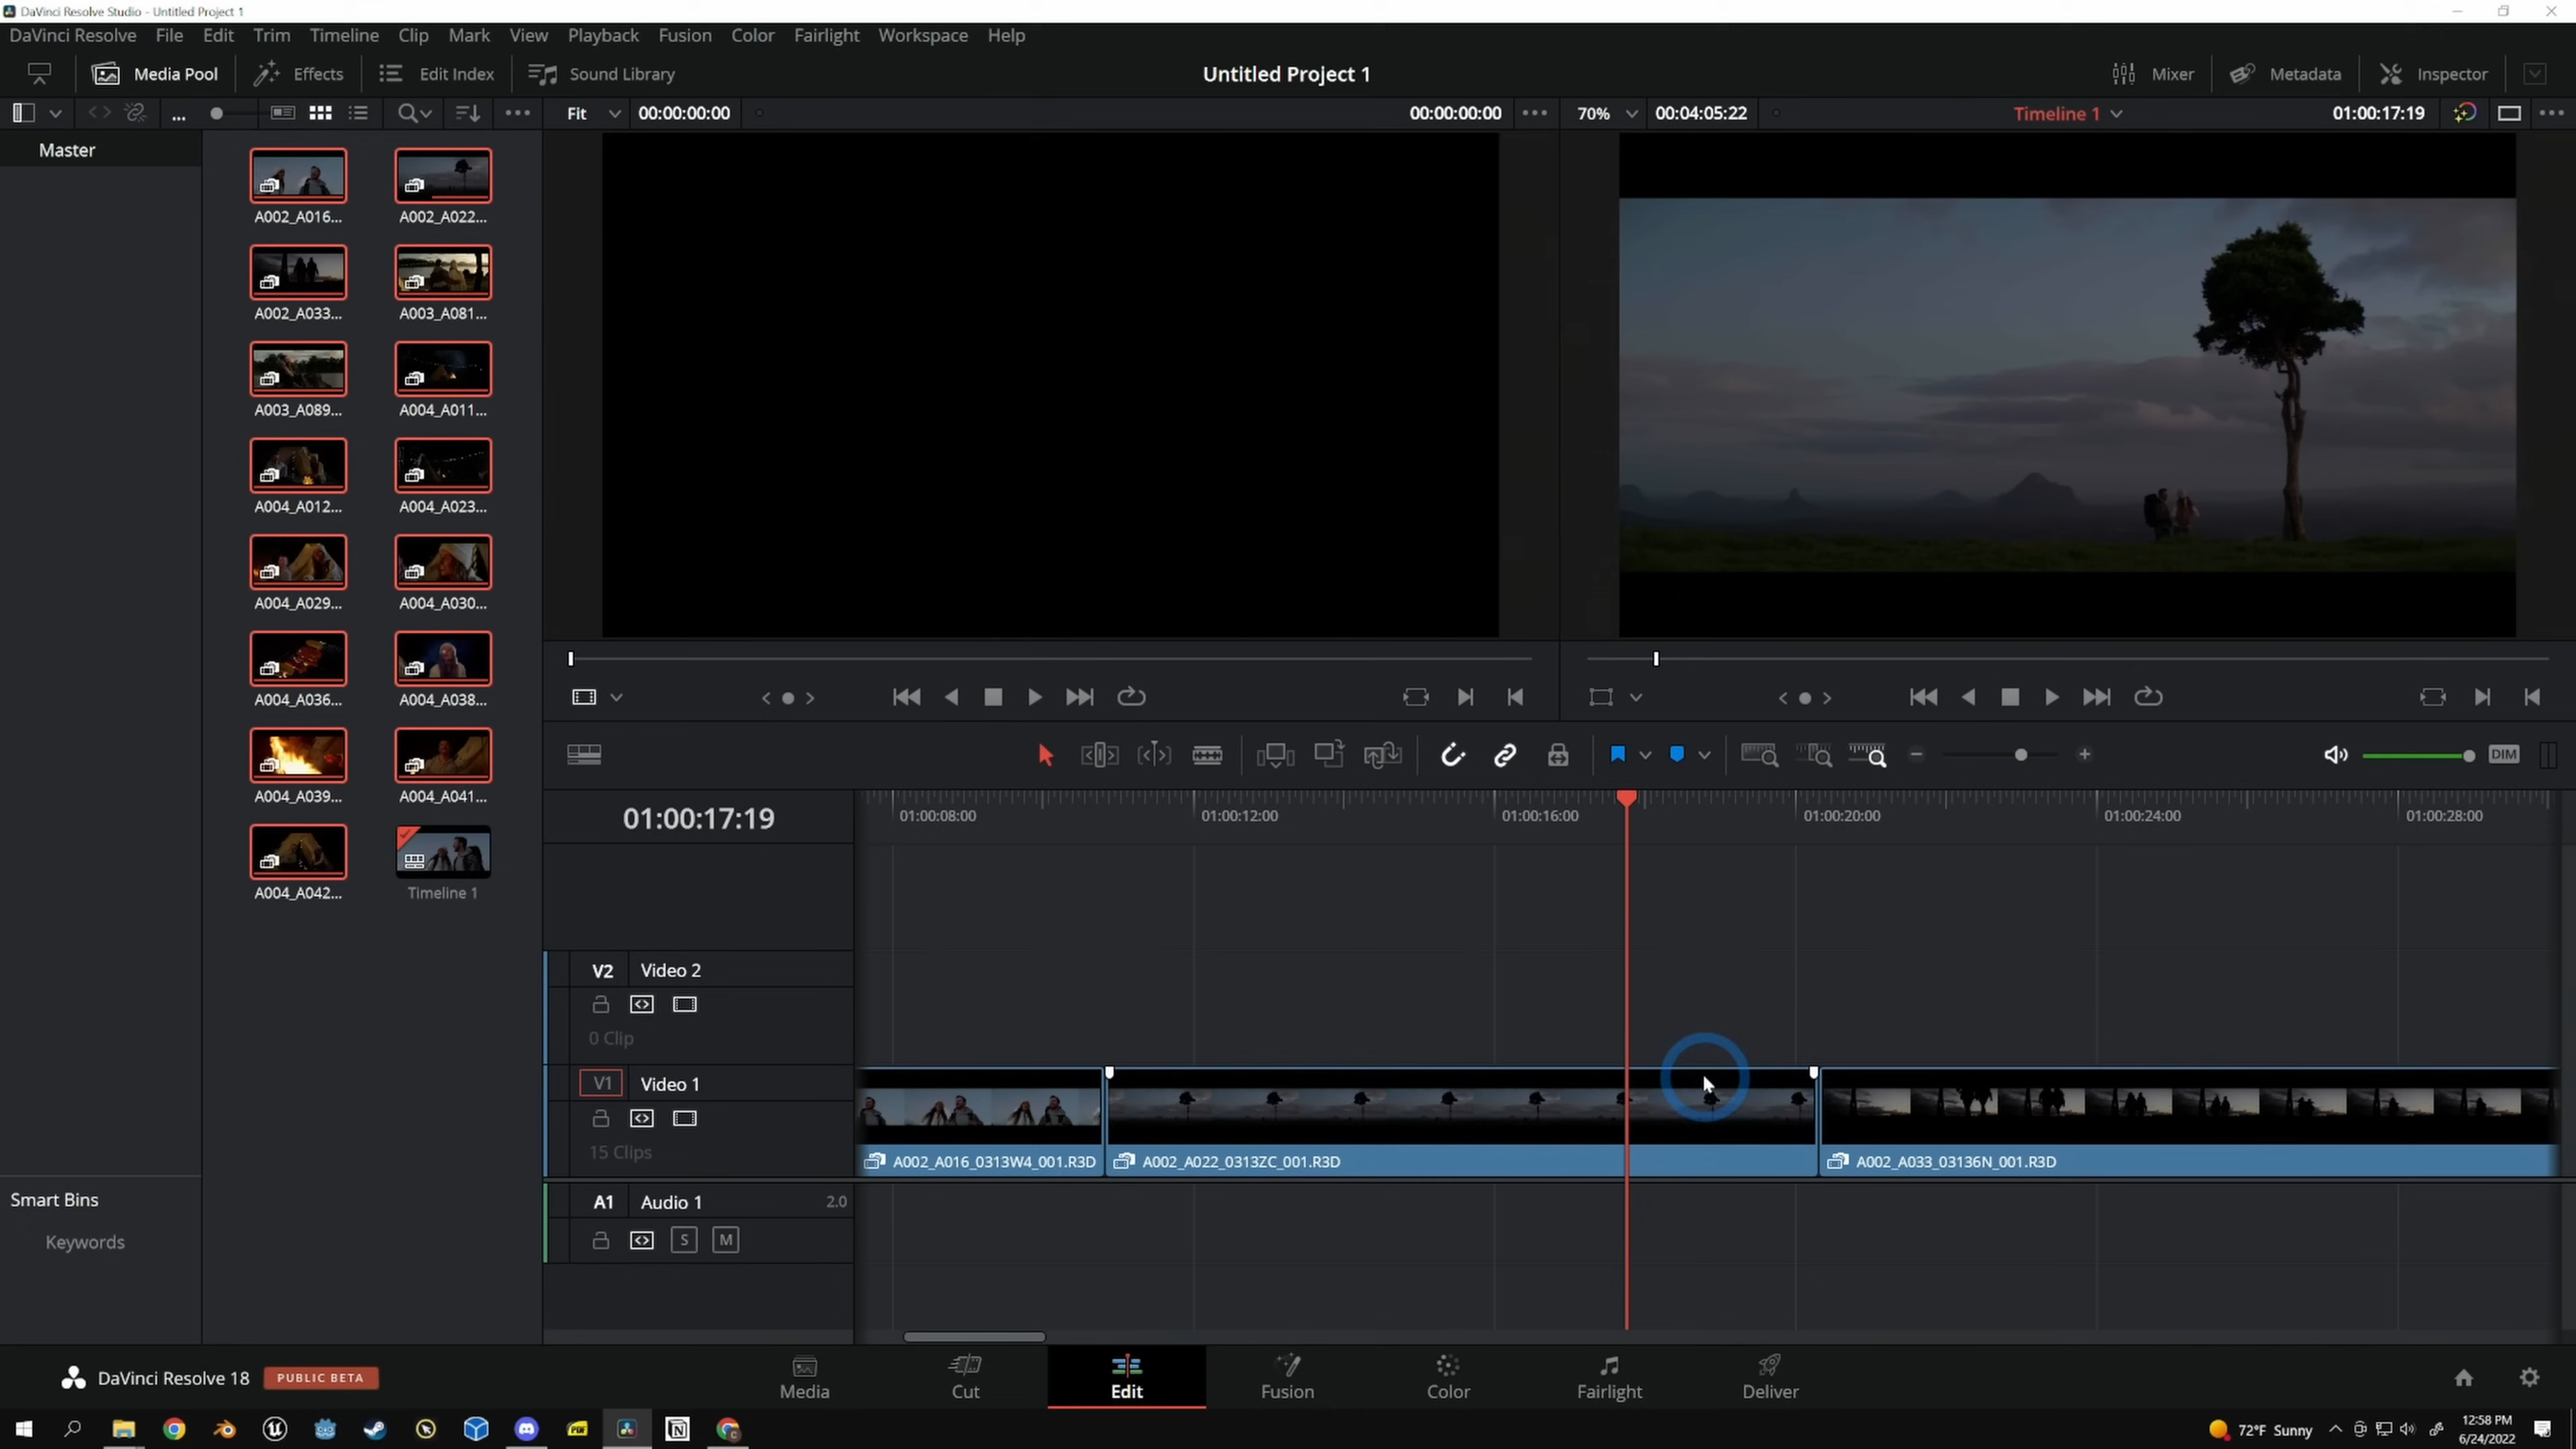 DaVinci Resolve Studio - Untitled Project 1
DaVinci Resolve File Edit Trim Timeline Clip Mark View Playback Fusion Color Fairlight Workspace Help
Media Pool Effects Edit Index Sound Library Untitled Project 1 Mixer Metadata Inspector
... Fit 00:00:00:00 00:00:00:00 70% 00:04:05:22 Timeline 1 01:00:17:19
Master
A002_A016... A002_A022...
A002_A033... A003_A081...
A003_A089... A004_A011...
A004_A012... A004_A023...
A004_A029... A004_A030...
A004_A036... A004_A038...
A004_A039... A004_A041...
A004_A042... Timeline 1
Smart Bins
Keywords
DIM
01:00:17:19
01:00:08:00 01:00:12:00 01:00:16:00 01:00:20:00 01:00:24:00 01:00:28:00
V2 Video 2
0 Clip
V1 Video 1
15 Clips
A002_A016_0313W4_001.R3D A002_A022_0313ZC_001.R3D A002_A033_03136N_001.R3D
A1 Audio 1 2.0
S M
DaVinci Resolve 18 PUBLIC BETA
Media Cut Edit Fusion Color Fairlight Deliver
72°F Sunny
12:58 PM
6/24/2022